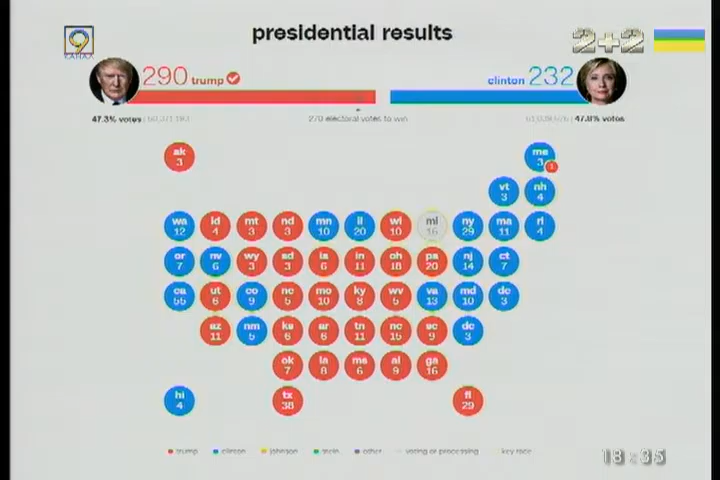 presidential results
9
КАНАЛ
2+2
290 trump
clinton 232
47.3% votes
270 electoral votes to win
47.8% votes
ak
3
me
3
1
vt
3
nh
4
wa
12
id
4
mt
3
nd
3
mn
10
il
20
wi
10
mi
16
ny
29
ma
11
ri
4
or
7
nv
6
wy
3
sd
3
ia
6
in
11
oh
18
pa
20
nj
14
ct
7
ca
55
ut
6
co
9
ne
5
mo
10
ky
8
wv
5
va
13
md
10
de
3
az
11
nm
5
ks
6
ar
6
tn
11
nc
15
sc
9
dc
3
ok
7
la
8
ms
6
al
9
ga
16
hi
4
tx
38
fl
29
trump clinton johnson stein other voting or processing key race
18:35